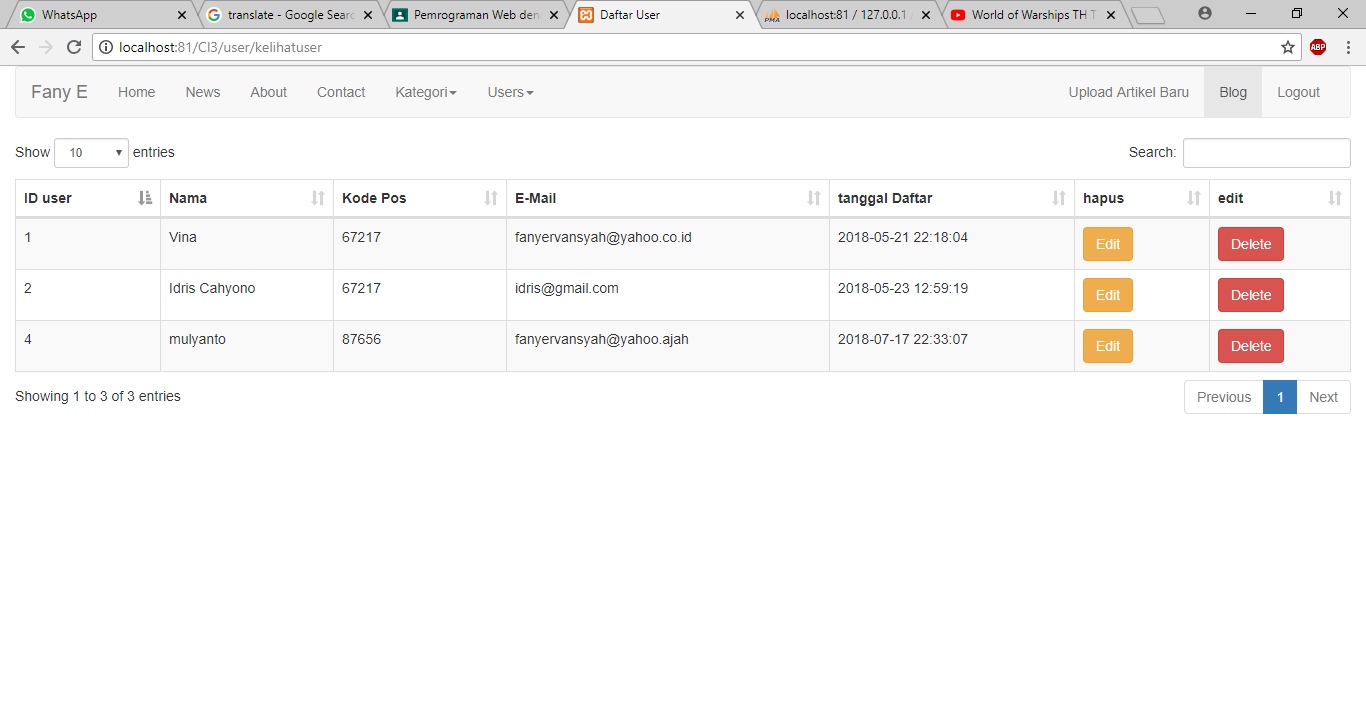 WhatsApp translate - Google Searc Pemrograman Web den Daftar User localhost:81 / 127.0.0.1 World of Warships TH T
localhost:81/CI3/user/kelihatuser ABP
Fany E Home News About Contact Kategori Users Upload Artikel Baru Blog Logout
Show 10 entries Search:
ID user Nama Kode Pos E-Mail tanggal Daftar hapus edit
1 Vina 67217 fanyervansyah@yahoo.co.id 2018-05-21 22:18:04 Edit Delete
2 Idris Cahyono 67217 idris@gmail.com 2018-05-23 12:59:19 Edit Delete
4 mulyanto 87656 fanyervansyah@yahoo.ajah 2018-07-17 22:33:07 Edit Delete
Showing 1 to 3 of 3 entries Previous 1 Next